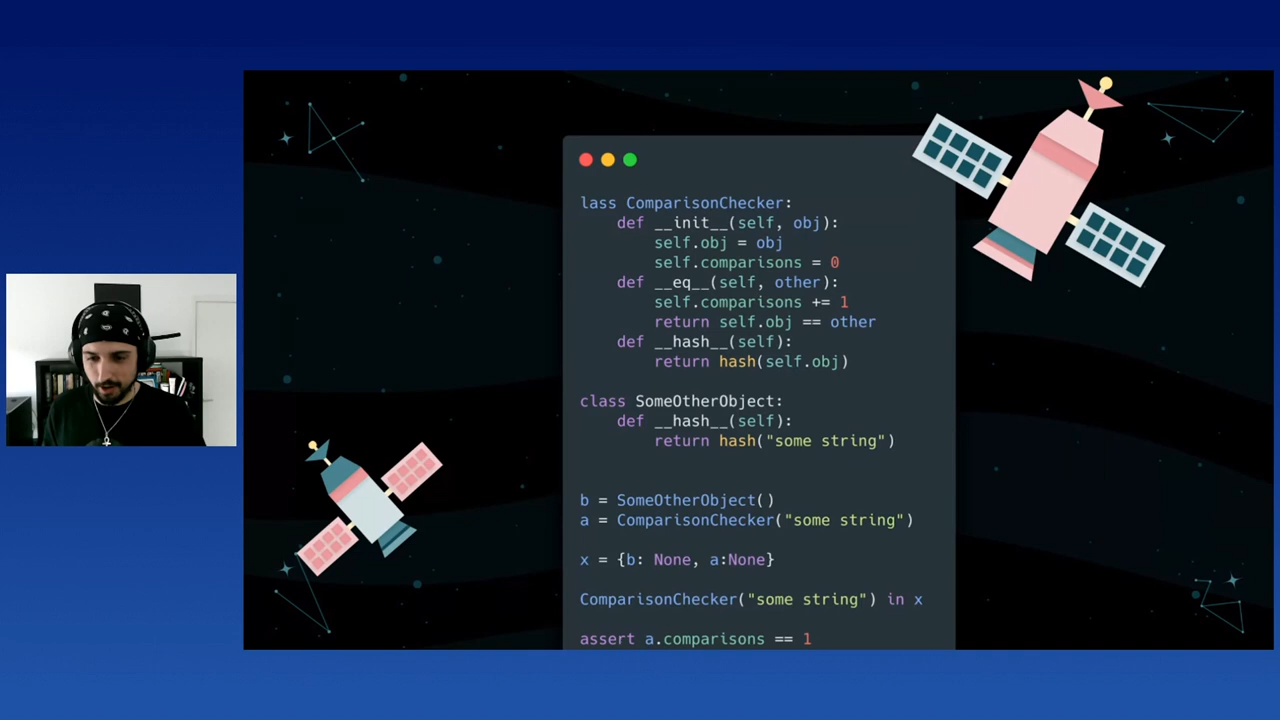 lass ComparisonChecker:
    def __init__(self, obj):
        self.obj = obj
        self.comparisons = 0
    def __eq__(self, other):
        self.comparisons += 1
        return self.obj == other
    def __hash__(self):
        return hash(self.obj)
class SomeOtherObject:
    def __hash__(self):
        return hash("some string")
b = SomeOtherObject()
a = ComparisonChecker("some string")
x = {b: None, a:None}
ComparisonChecker("some string") in x
assert a.comparisons == 1